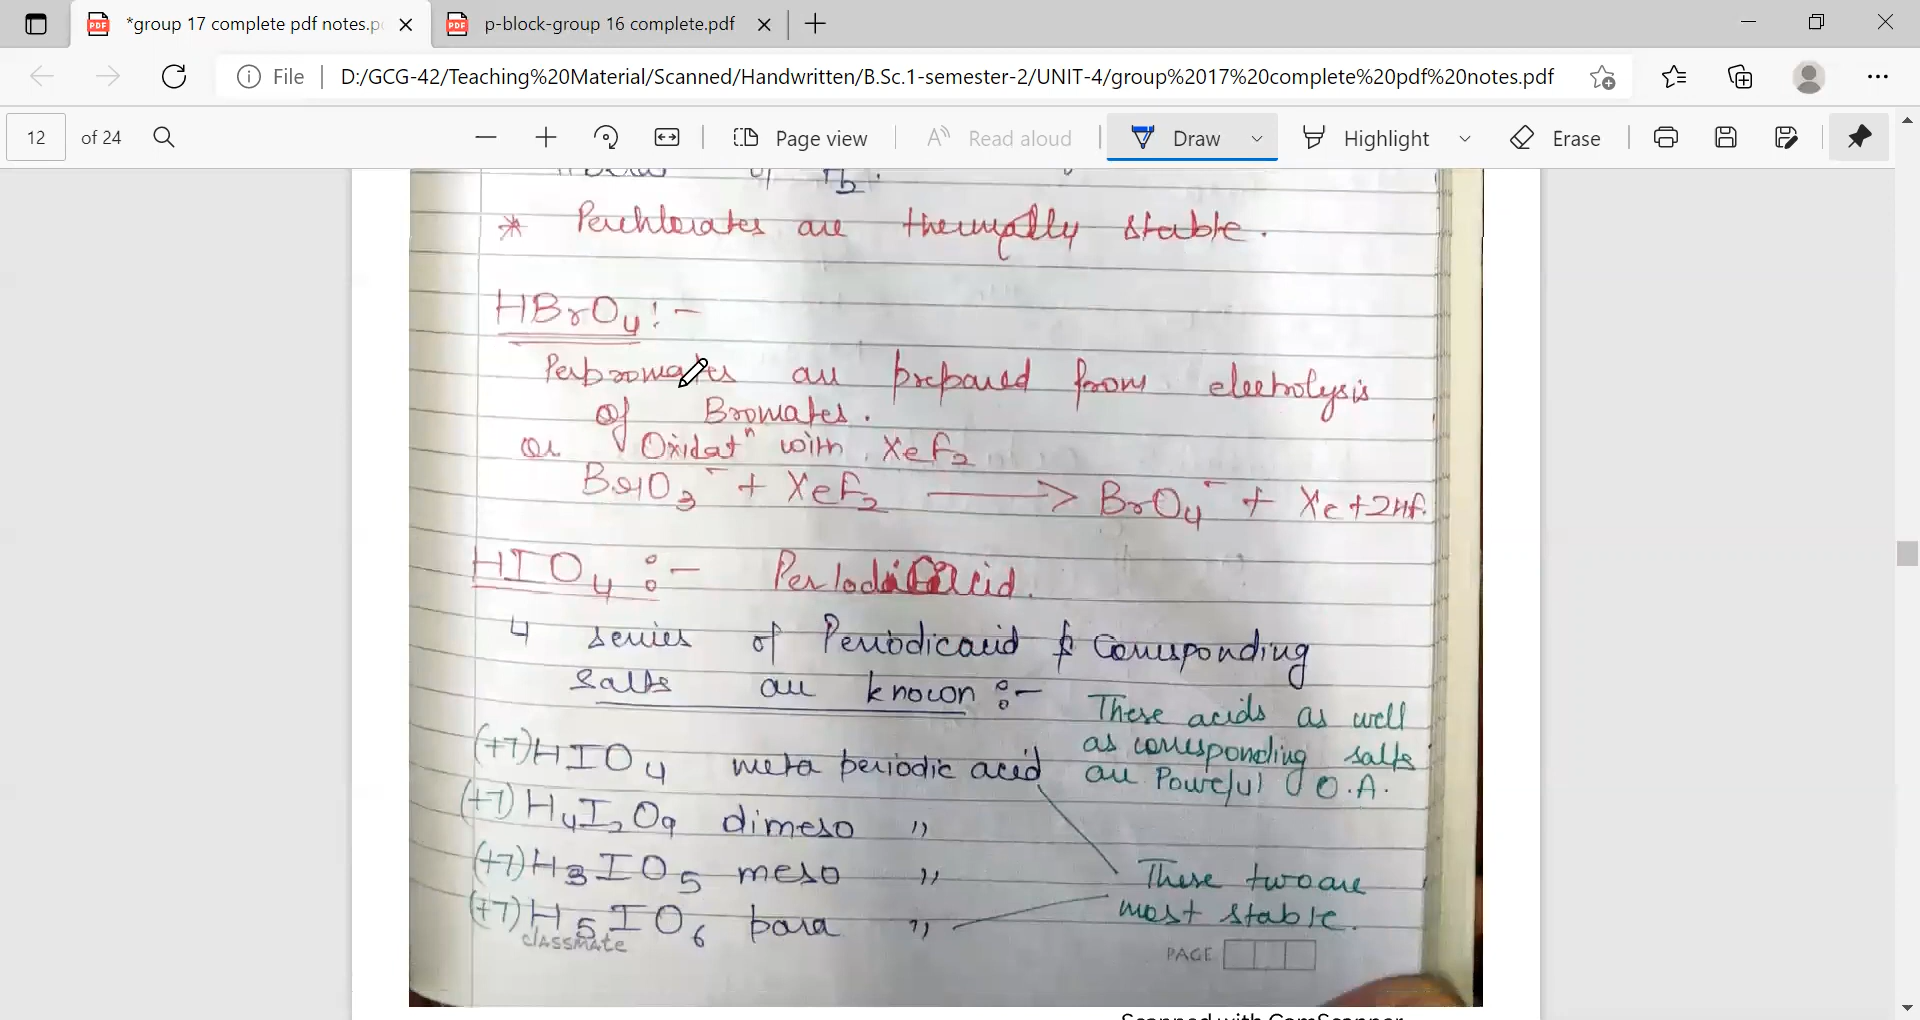 *group 17 complete pdf notes.p
p-block-group 16 complete.pdf
File
D:/GCG-42/Teaching%20Material/Scanned/Handwritten/B.Sc.1-semester-2/UNIT-4/group%2017%20complete%20pdf%20notes.pdf
12 of 24
Page view
Read aloud
Draw
Highlight
Erase
* Perchlorates are thermally stable.
HBrO4:-
Perbromates are prepared from electrolysis
of Bromates.
or Oxidatⁿ with XeF2
BrO3⁻ + XeF2 ⟶ BrO4⁻ + Xe + 2HF.
HIO4 :- Periodic acid.
4 series of Periodic acid & Corresponding
salts are known :-
These acids as well
as corresponding salts
are Powerful O.A.
(+7) HIO4 meta periodic acid
(+7) H4I2O9 dimeso ,,
(+7) H3IO5 meso ,,
(+7) H5IO6 para ,,
These two are
most stable.
classmate
PAGE